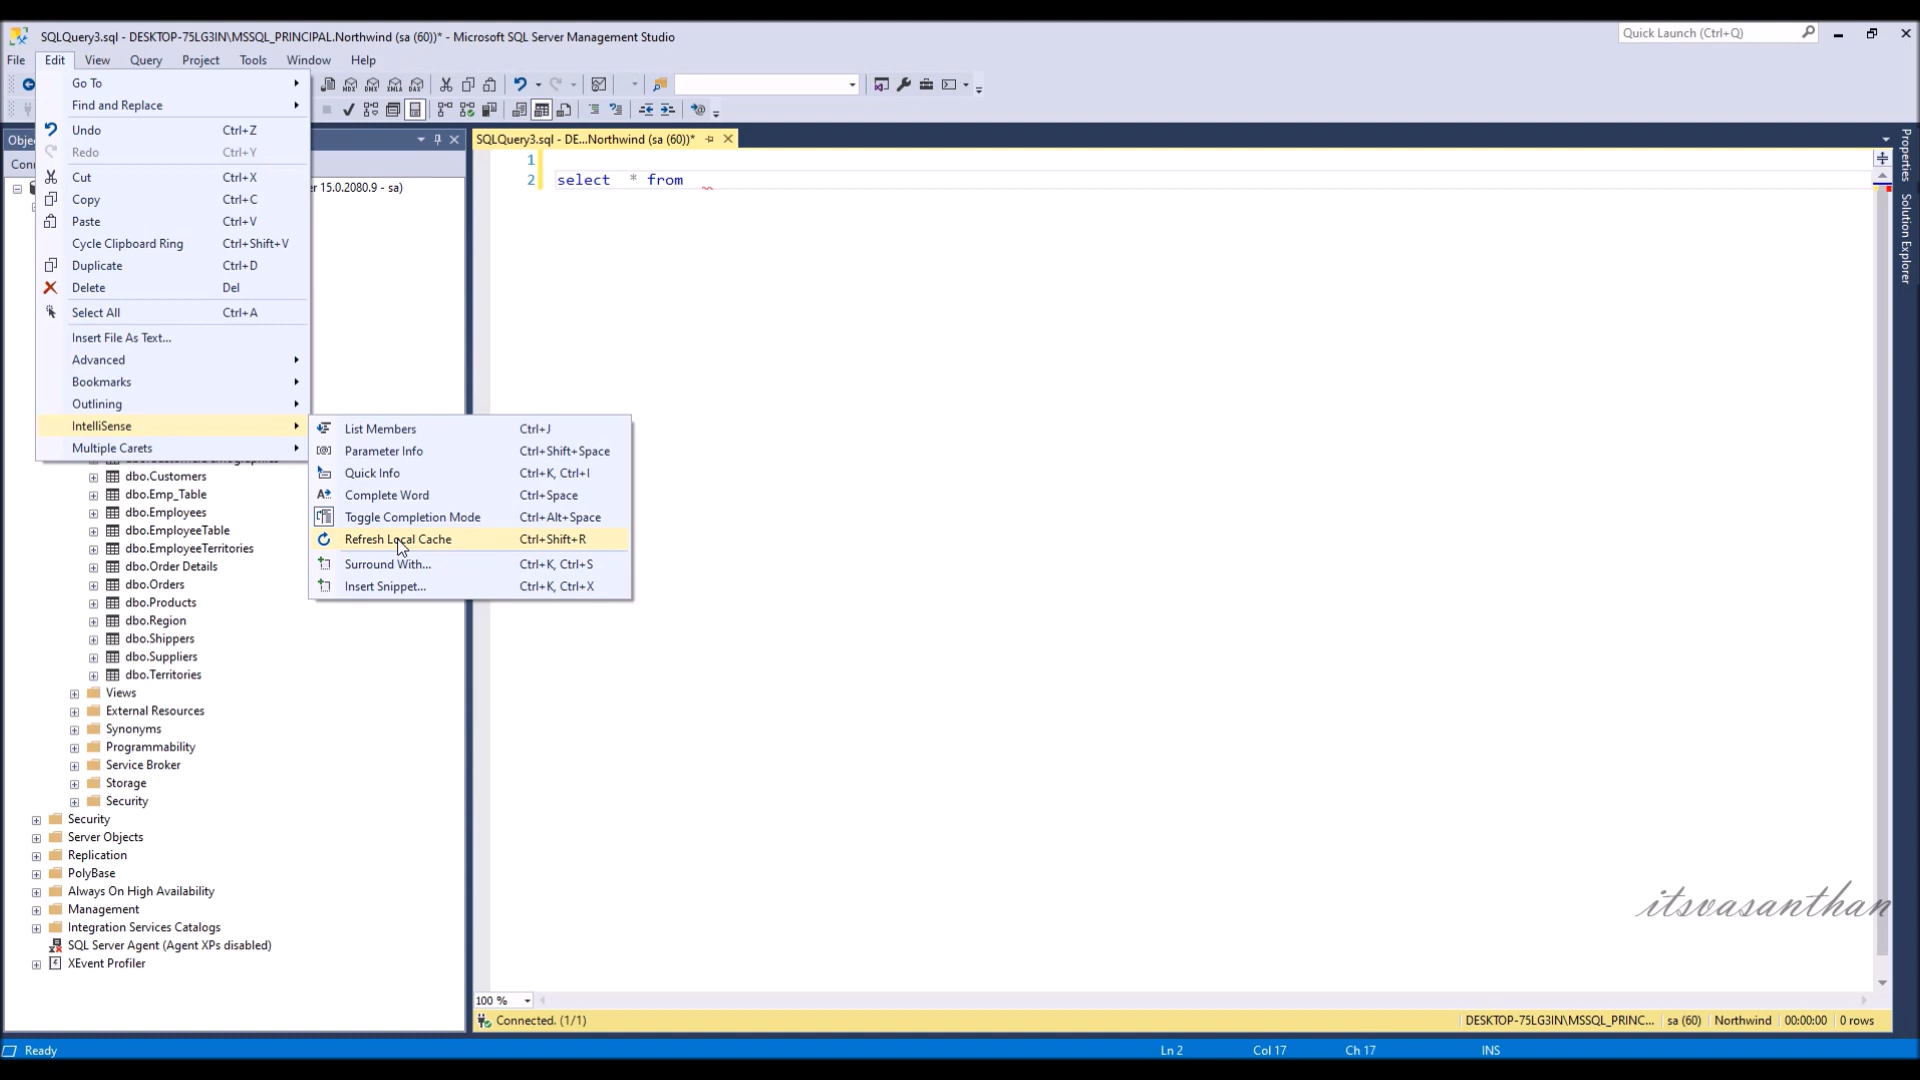 SQLQuery3.sql - DESKTOP-75LG3IN\MSSQL_PRINCIPAL.Northwind (sa (60))* - Microsoft SQL Server Management Studio
Quick Launch (Ctrl+Q)
File Edit View Query Project Tools Window Help
Go To
Find and Replace
Undo Ctrl+Z
Redo Ctrl+Y
Cut Ctrl+X
Copy Ctrl+C
Paste Ctrl+V
Cycle Clipboard Ring Ctrl+Shift+V
Duplicate Ctrl+D
Delete Del
Select All Ctrl+A
Insert File As Text...
Advanced
Bookmarks
Outlining
IntelliSense
Multiple Carets
List Members Ctrl+J
Parameter Info Ctrl+Shift+Space
Quick Info Ctrl+K, Ctrl+I
Complete Word Ctrl+Space
Toggle Completion Mode Ctrl+Alt+Space
Refresh Local Cache Ctrl+Shift+R
Surround With... Ctrl+K, Ctrl+S
Insert Snippet... Ctrl+K, Ctrl+X
15.0.2080.9 - sa)
SQLQuery3.sql - DE...Northwind (sa (60))*
1
2 select * from
Properties
Solution Explorer
dbo.Customers
dbo.Emp_Table
dbo.Employees
dbo.EmployeeTable
dbo.EmployeeTerritories
dbo.Order Details
dbo.Orders
dbo.Products
dbo.Region
dbo.Shippers
dbo.Suppliers
dbo.Territories
Views
External Resources
Synonyms
Programmability
Service Broker
Storage
Security
Security
Server Objects
Replication
PolyBase
Always On High Availability
Management
Integration Services Catalogs
SQL Server Agent (Agent XPs disabled)
XEvent Profiler
itsvasanthan
100 %
Connected. (1/1)
DESKTOP-75LG3IN\MSSQL_PRINC... sa (60) Northwind 00:00:00 0 rows
Ready
Ln 2 Col 17 Ch 17 INS